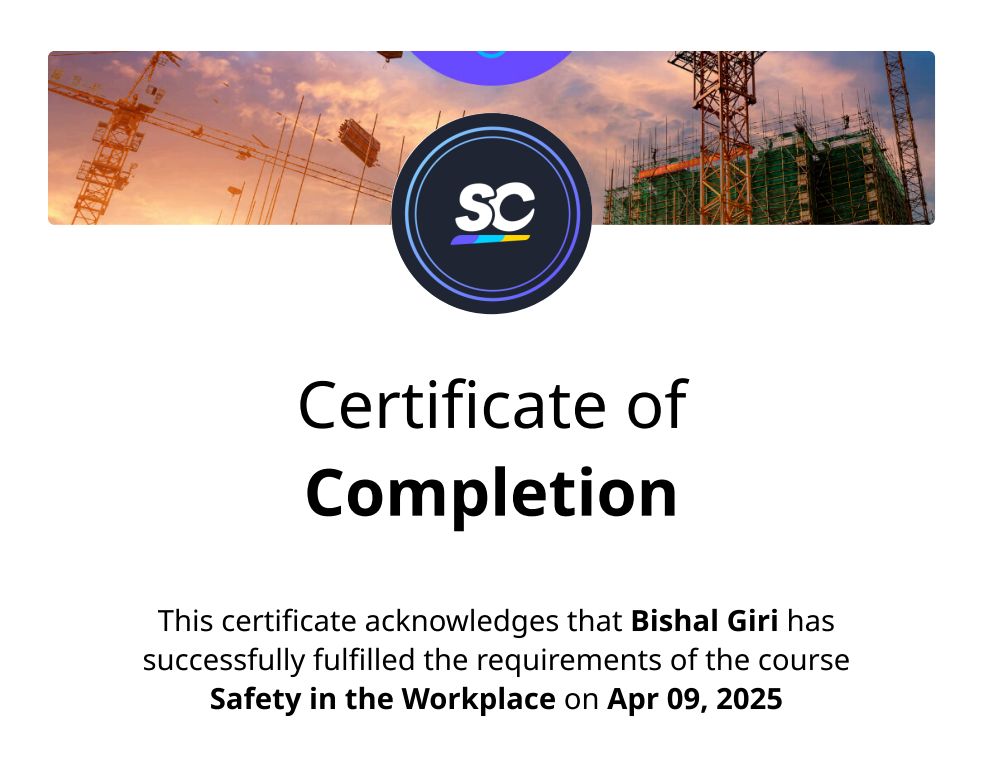 SC
Certificate of
Completion
This certificate acknowledges that Bishal Giri has
successfully fulfilled the requirements of the course
Safety in the Workplace on Apr 09, 2025